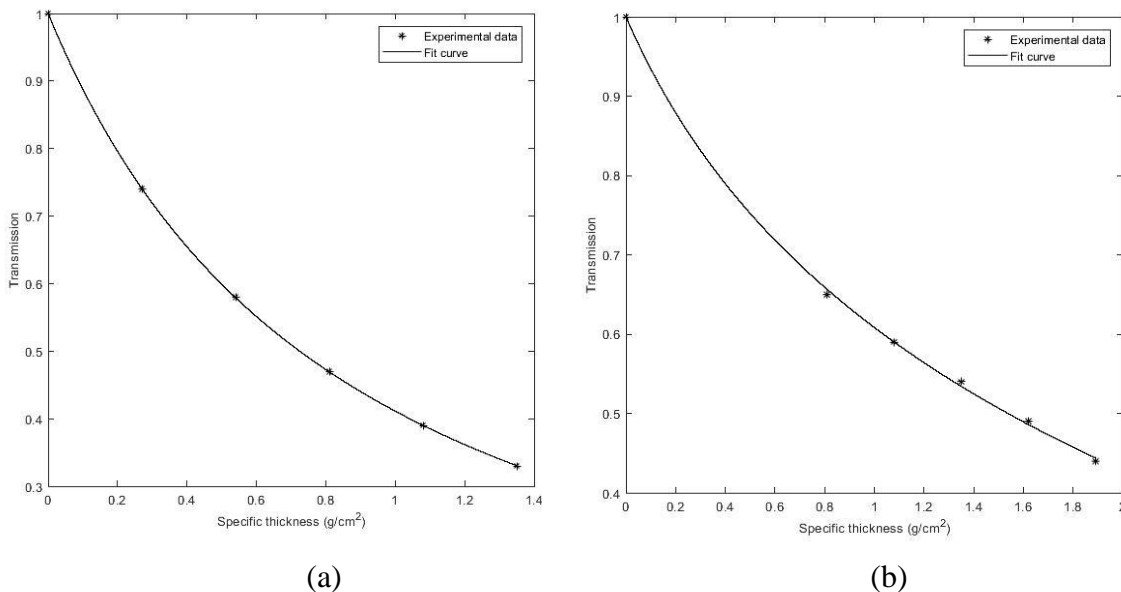 1
0.9
0.8
0.7
0.6
0.5
0.4
0.3
Transmission
0 0.2 0.4 0.6 0.8 1 1.2 1.4
Specific thickness (g/cm²)
Experimental data
Fit curve
(a)
1
0.9
0.8
0.7
0.6
0.5
0.4
Transmission
0 0.2 0.4 0.6 0.8 1 1.2 1.4 1.6 1.8 2
Specific thickness (g/cm²)
Experimental data
Fit curve
(b)